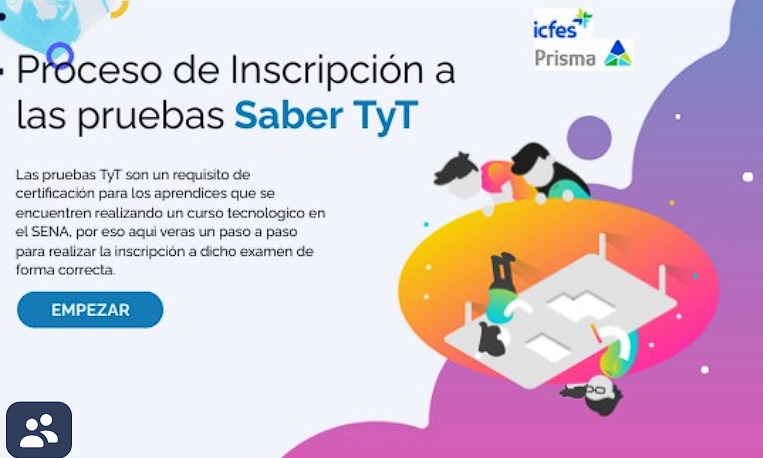 icfes
Prisma
Proceso de Inscripción a
las pruebas Saber TyT
Las pruebas TyT son un requisito de
certificación para los aprendices que se
encuentren realizando un curso tecnologico en
el SENA, por eso aqui veras un paso a paso
para realizar la inscripción a dicho examen de
forma correcta.
EMPEZAR